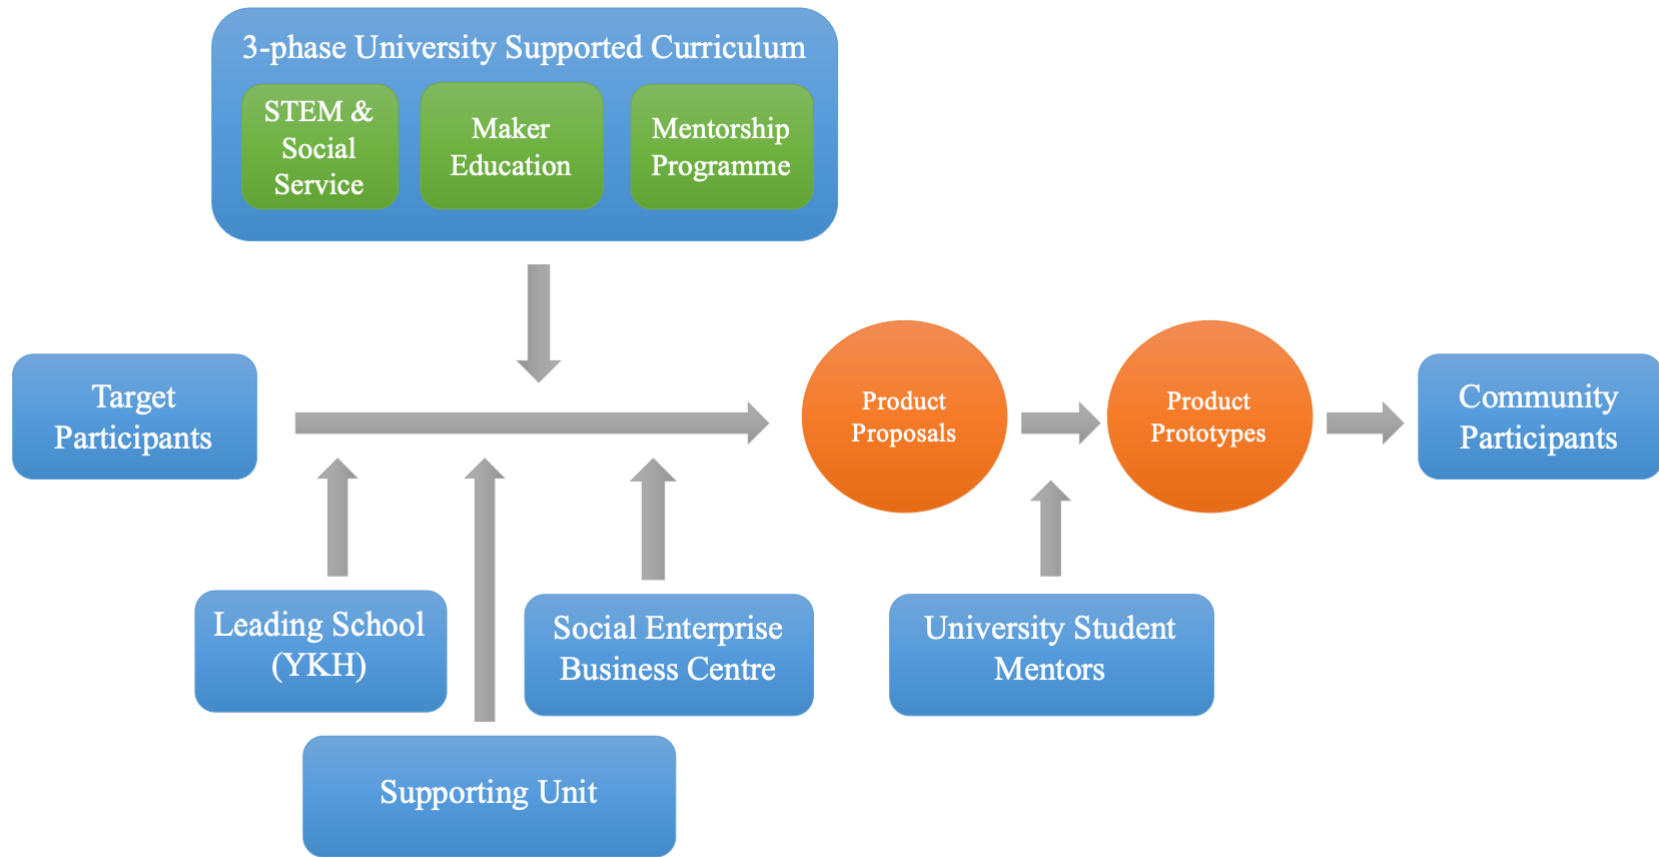 3-phase University Supported Curriculum
STEM &
Social
Service
Maker
Education
Mentorship
Programme
Target
Participants
Product
Proposals
Product
Prototypes
Community
Participants
Leading School
(YKH)
Social Enterprise
Business Centre
University Student
Mentors
Supporting Unit